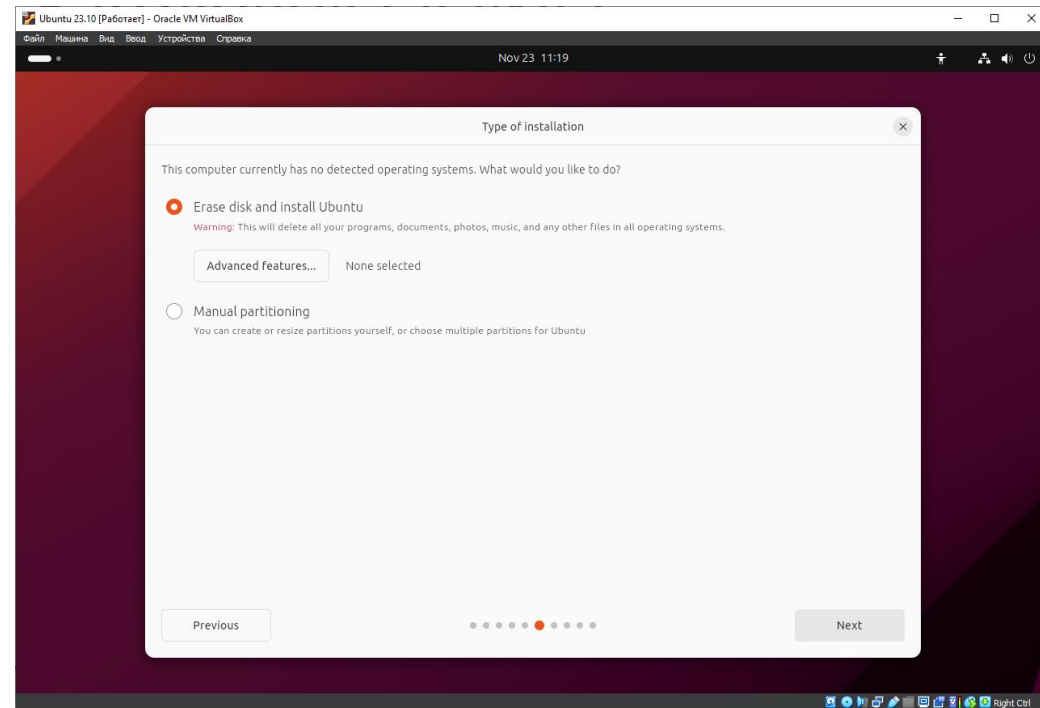 Ubuntu 23.10 [Работает] - Oracle VM VirtualBox
Файл Машина Вид Ввод Устройства Справка
Nov 23 11:19
Type of installation
This computer currently has no detected operating systems. What would you like to do?
Erase disk and install Ubuntu
Warning: This will delete all your programs, documents, photos, music, and any other files in all operating systems.
Advanced features... None selected
Manual partitioning
You can create or resize partitions yourself, or choose multiple partitions for Ubuntu
Previous Next
Right Ctrl